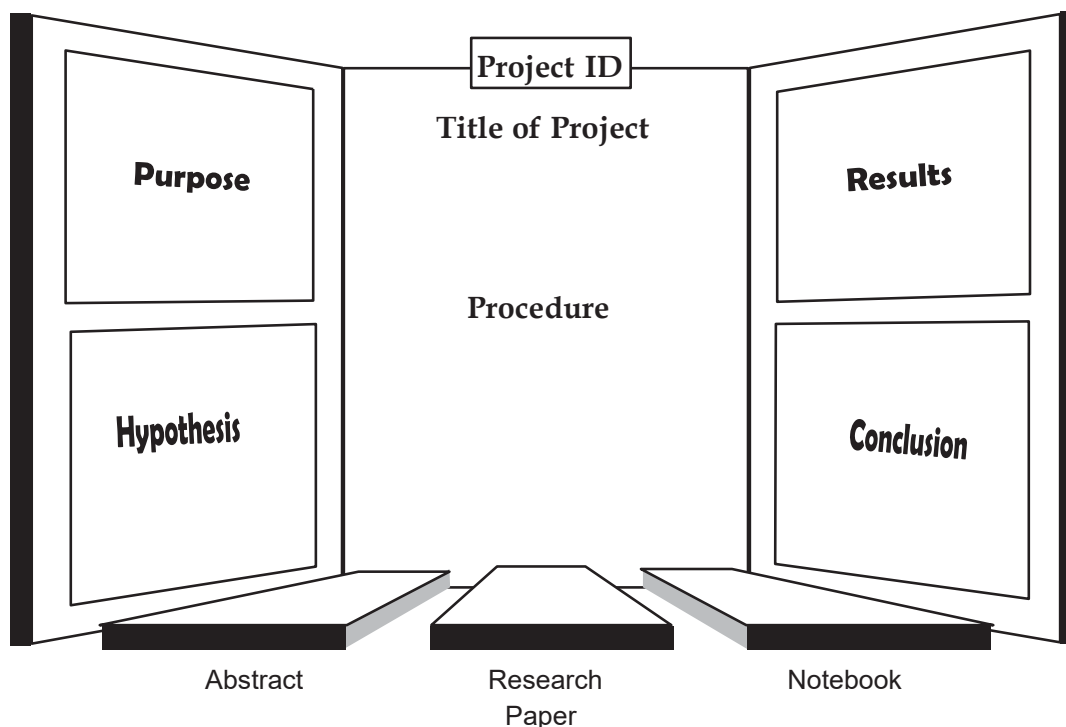 Project ID
Title of Project
Purpose
Hypothesis
Procedure
Results
Conclusion
Abstract
Research
Paper
Notebook